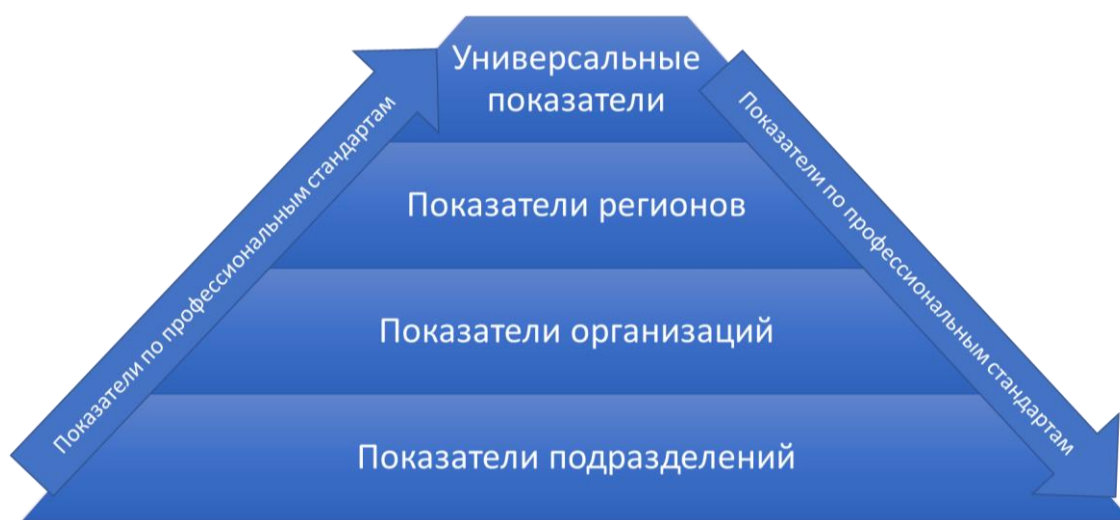 Универсальные
показатели
Показатели по профессиональным стандартам
Показатели по профессиональным стандартам
Показатели регионов
Показатели организаций
Показатели подразделений